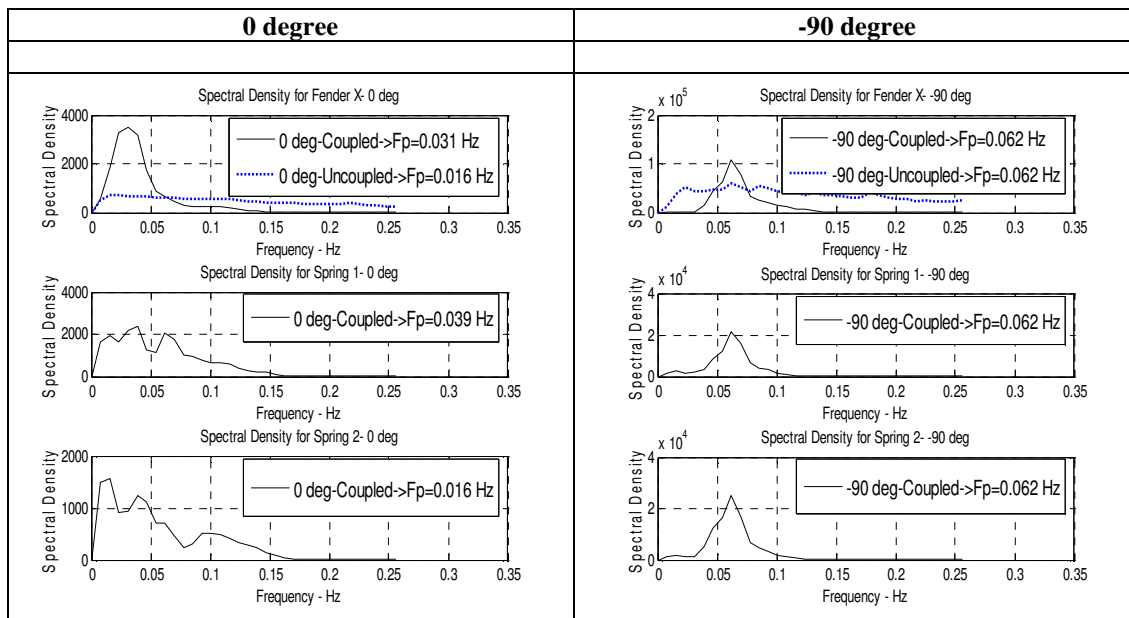 0 degree
-90 degree
Spectral Density for Fender X- 0 deg
4000
2000
0
Spectral Density
0 deg-Coupled->Fp=0.031 Hz
0 deg-Uncoupled->Fp=0.016 Hz
0 0.05 0.1 0.15 0.2 0.25 0.3 0.35
Frequency - Hz
Spectral Density for Spring 1- 0 deg
4000
2000
0
Spectral Density
0 deg-Coupled->Fp=0.039 Hz
0 0.05 0.1 0.15 0.2 0.25 0.3 0.35
Frequency - Hz
Spectral Density for Spring 2- 0 deg
2000
1000
0
Spectral Density
0 deg-Coupled->Fp=0.016 Hz
0 0.05 0.1 0.15 0.2 0.25 0.3 0.35
Frequency - Hz
Spectral Density for Fender X- -90 deg
x 10^5
2
1
0
Spectral Density
-90 deg-Coupled->Fp=0.062 Hz
-90 deg-Uncoupled->Fp=0.062 Hz
0 0.05 0.1 0.15 0.2 0.25 0.3 0.35
Frequency - Hz
Spectral Density for Spring 1- -90 deg
x 10^4
4
2
0
Spectral Density
-90 deg-Coupled->Fp=0.062 Hz
0 0.05 0.1 0.15 0.2 0.25 0.3 0.35
Frequency - Hz
Spectral Density for Spring 2- -90 deg
x 10^4
4
2
0
Spectral Density
-90 deg-Coupled->Fp=0.062 Hz
0 0.05 0.1 0.15 0.2 0.25 0.3 0.35
Frequency - Hz